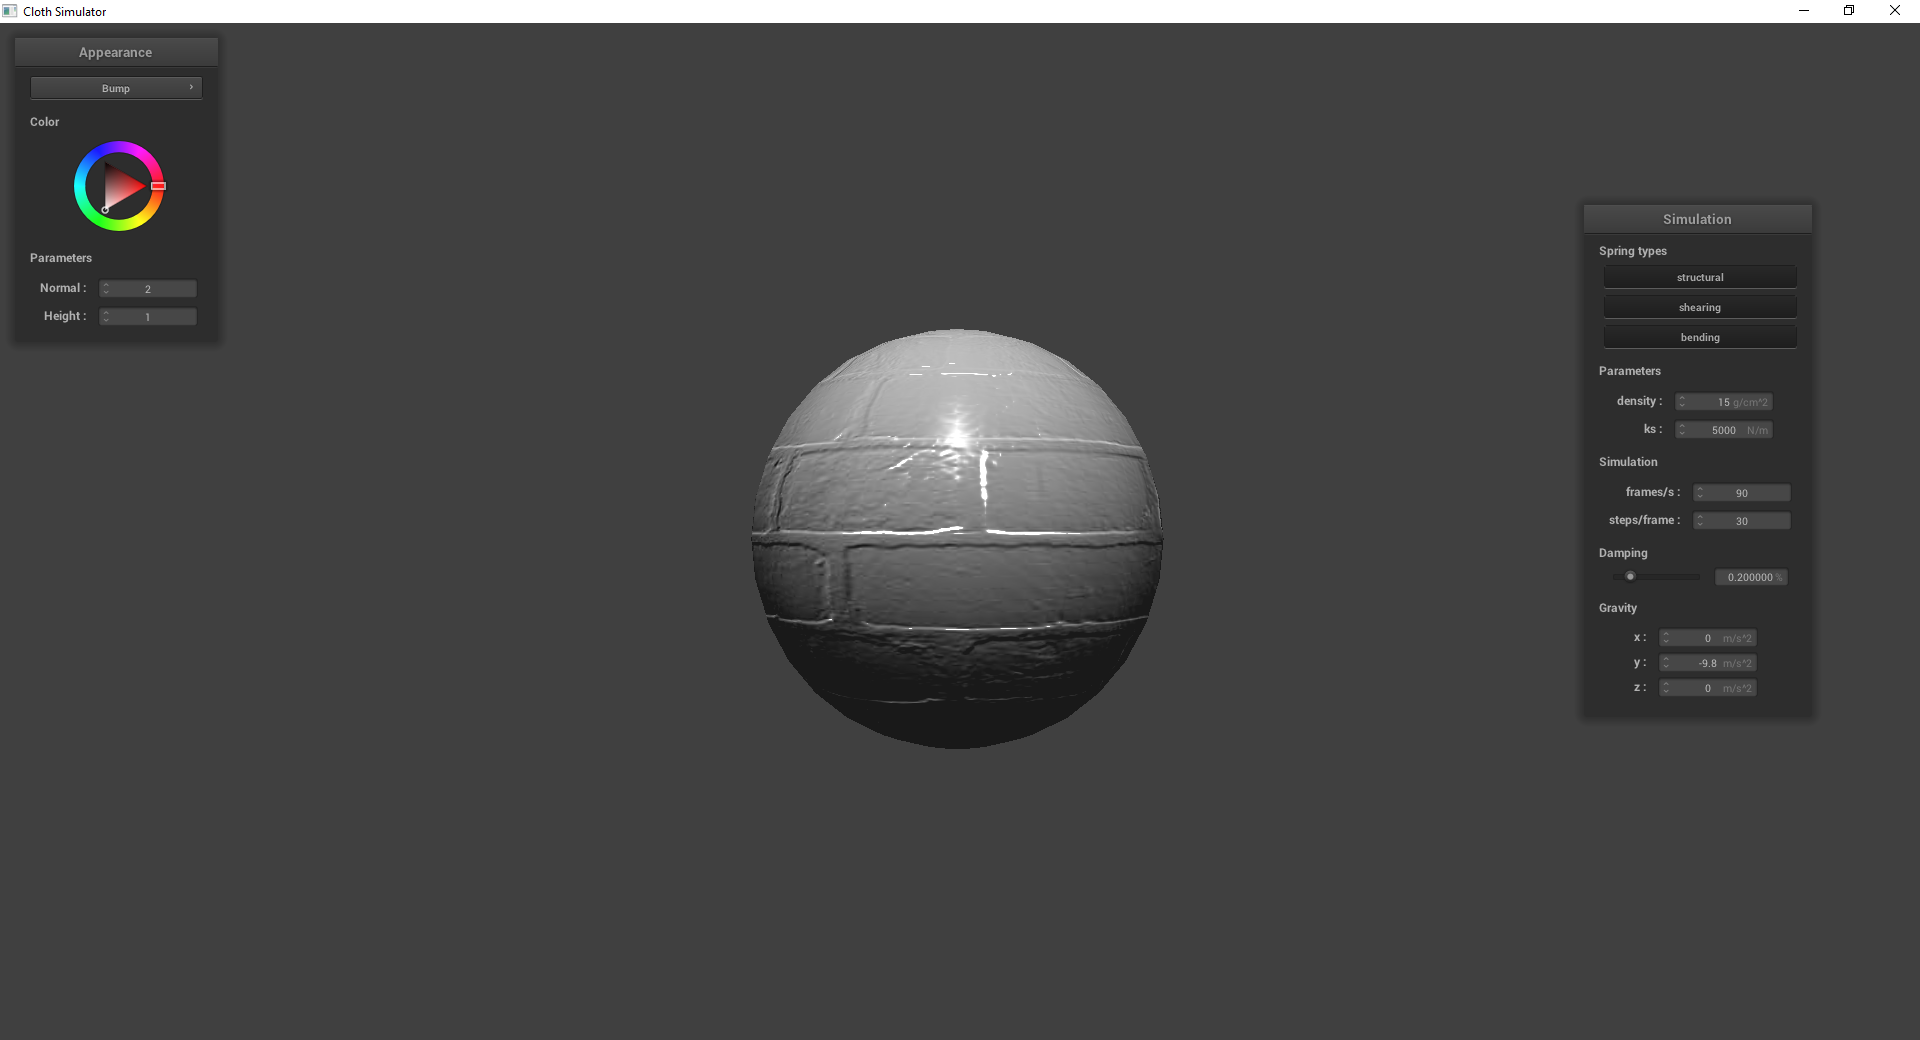 Cloth Simulator
Appearance
Bump
Color
Parameters
Normal : 2
Height : 1
Simulation
Spring types
structural
shearing
bending
Parameters
density : 15 g/cm^2
ks : 5000 N/m
Simulation
frames/s : 90
steps/frame : 30
Damping
0.200000 %
Gravity
x : 0 m/s^2
y : -9.8 m/s^2
z : 0 m/s^2